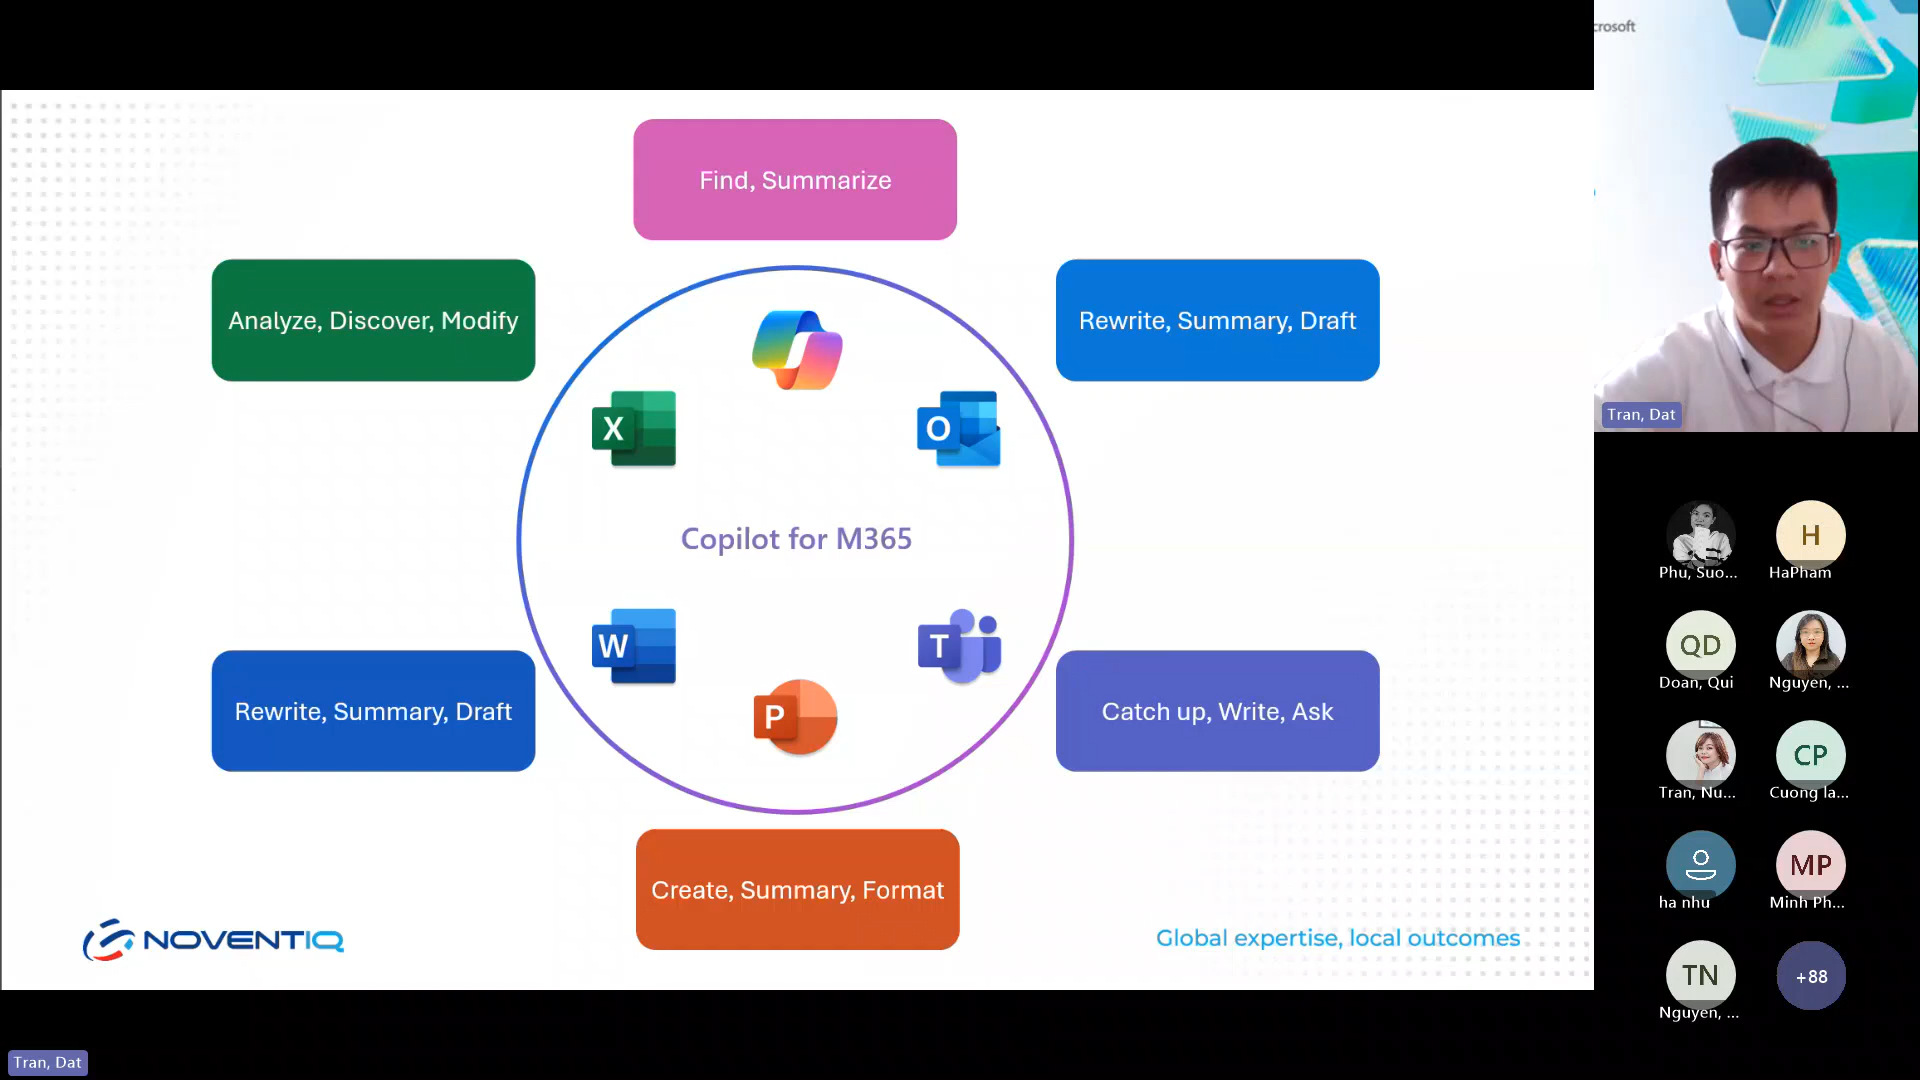 crosoft
Find, Summarize
Analyze, Discover, Modify
Rewrite, Summary, Draft
X
O
Copilot for M365
Tran, Dat
W
T
P
Rewrite, Summary, Draft
Catch up, Write, Ask
Create, Summary, Format
NOVENTIQ
Global expertise, local outcomes
Phu, Suo...
H
HaPham
QD
Doan, Qui
Nguyen, ...
Tran, Nu...
CP
Cuong la...
ha nhu
MP
Minh Ph...
TN
Nguyen, ...
+88
Tran, Dat